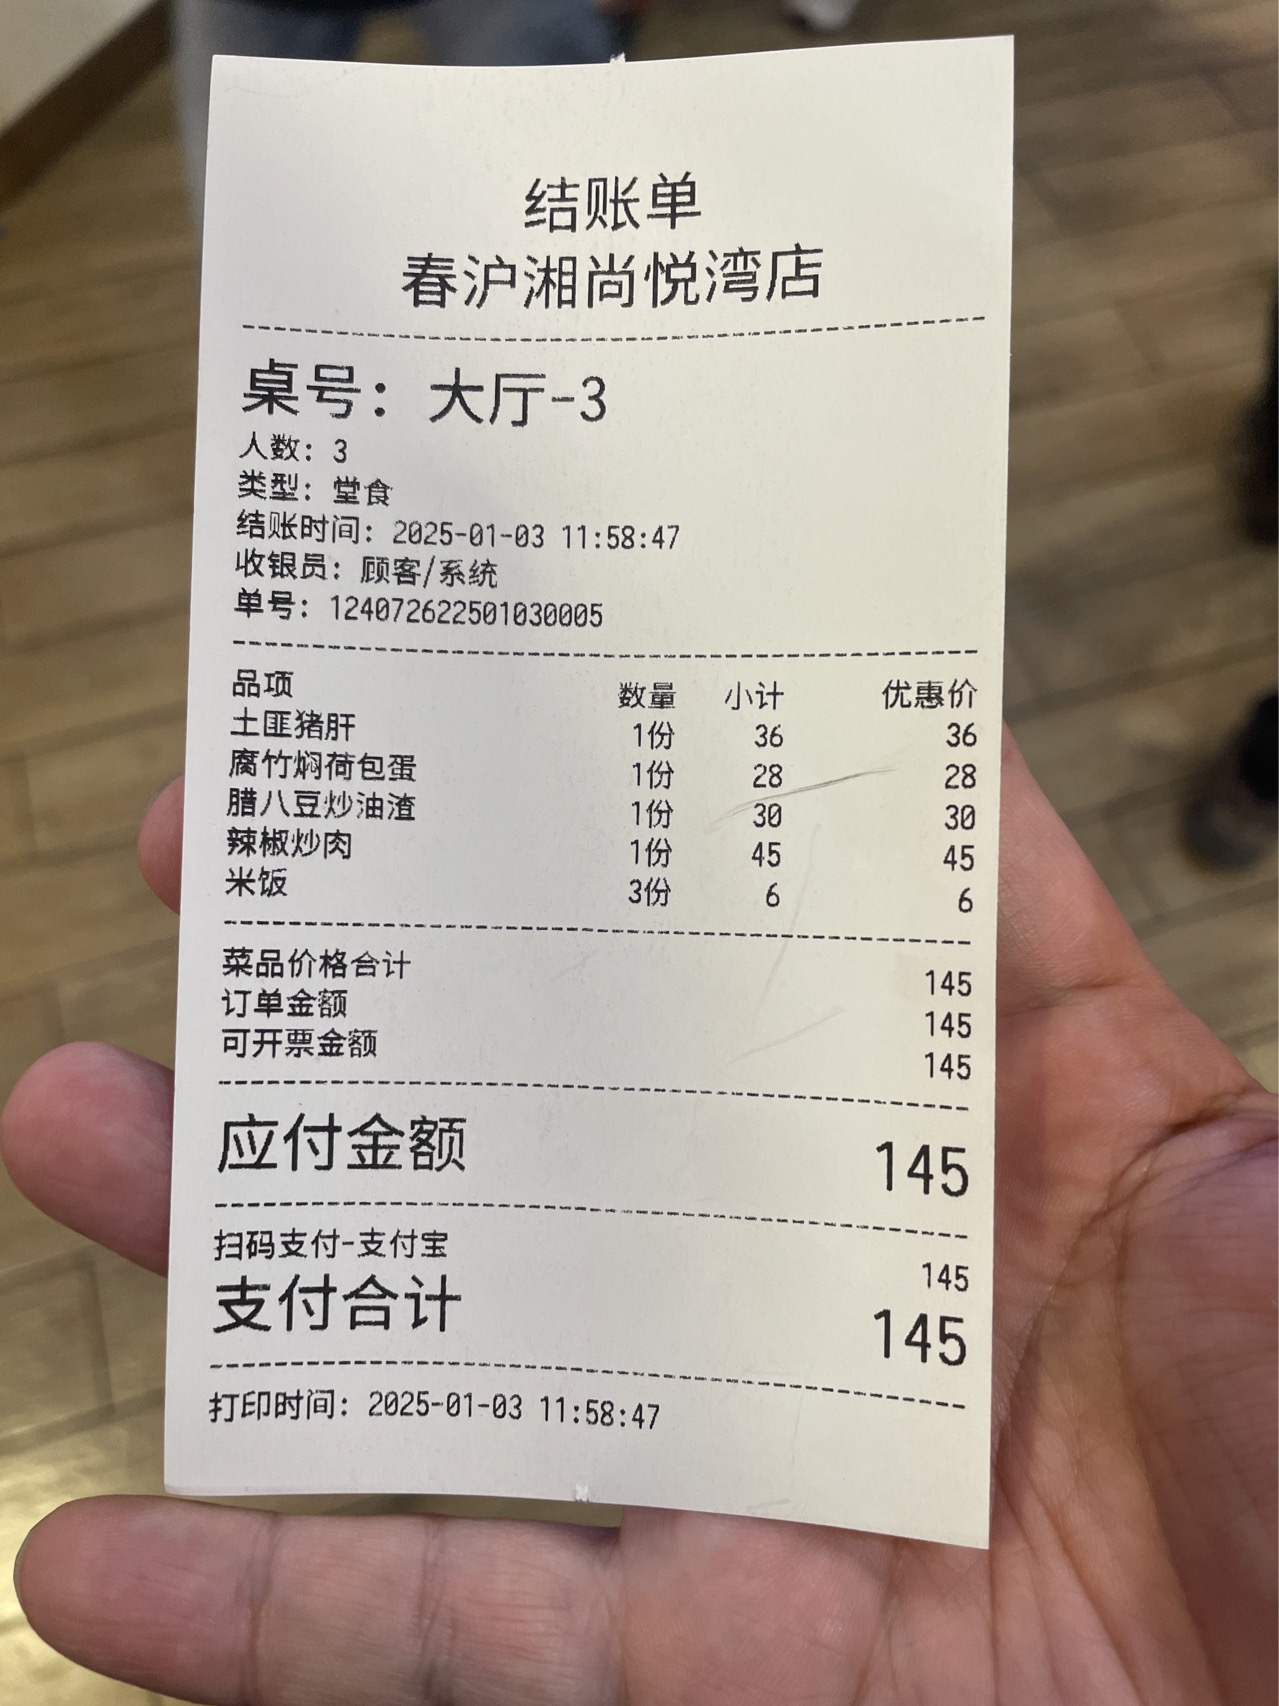 结账单
春沪湘尚悦湾店
桌号：大厅-3
人数：3
类型：堂食
结账时间：2025-01-03 11:58:47
收银员：顾客/系统
单号：124072622501030005
品项 数量 小计 优惠价
土匪猪肝 1份 36 36
腐竹焖荷包蛋 1份 28 28
腊八豆炒油渣 1份 30 30
辣椒炒肉 1份 45 45
米饭 3份 6 6
菜品价格合计 145
订单金额 145
可开票金额 145
应付金额 145
扫码支付-支付宝 145
支付合计 145
打印时间：2025-01-03 11:58:47